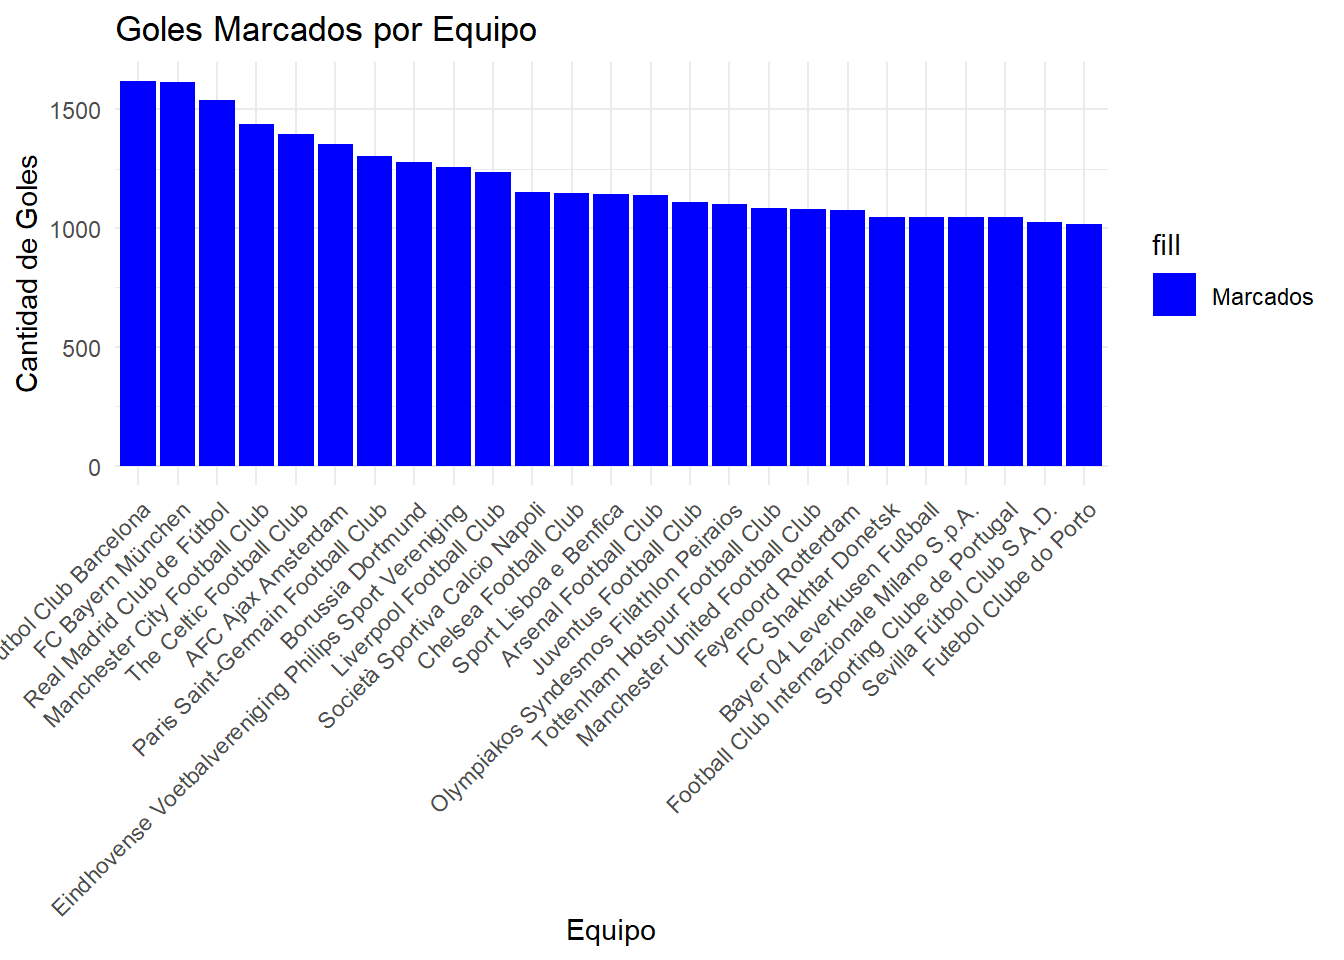 Goles Marcados por Equipo
Cantidad de Goles
1500
1000
500
0
utbol Club Barcelona
FC Bayern München
Real Madrid Club de Fútbol
Manchester City Football Club
The Celtic Football Club
AFC Ajax Amsterdam
Paris Saint-Germain Football Club
Borussia Dortmund
Eindhovense Voetbalvereniging Philips Sport Vereniging
Liverpool Football Club
Società Sportiva Calcio Napoli
Chelsea Football Club
Sport Lisboa e Benfica
Arsenal Football Club
Juventus Football Club
Olympiakos Syndesmos Filathlon Peiraios
Tottenham Hotspur Football Club
Manchester United Football Club
Feyenoord Rotterdam
FC Shakhtar Donetsk
Bayer 04 Leverkusen Fußball
Football Club Internazionale Milano S.p.A.
Sporting Clube de Portugal
Sevilla Fútbol Club S.A.D.
Futebol Clube do Porto
Equipo
fill
Marcados